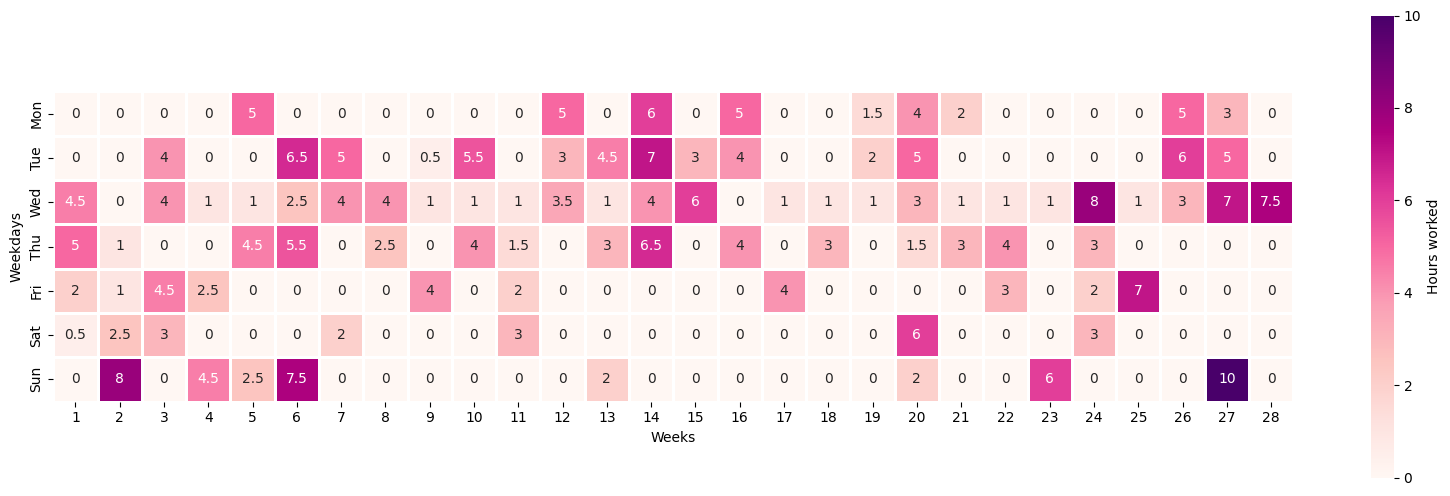 Mon 0 0 0 0 5 0 0 0 0 0 0 5 0 6 0 5 0 0 1.5 4 2 0 0 0 0 5 3 0
Tue 0 0 4 0 0 6.5 5 0 0.5 5.5 0 3 4.5 7 3 4 0 0 2 5 0 0 0 0 0 6 5 0
Wed 4.5 0 4 1 1 2.5 4 4 1 1 1 3.5 1 4 6 0 1 1 1 3 1 1 1 8 1 3 7 7.5
Thu 5 1 0 0 4.5 5.5 0 2.5 0 4 1.5 0 3 6.5 0 4 0 3 0 1.5 3 4 0 3 0 0 0 0
Fri 2 1 4.5 2.5 0 0 0 0 4 0 2 0 0 0 0 0 4 0 0 0 0 3 0 2 7 0 0 0
Sat 0.5 2.5 3 0 0 0 2 0 0 0 3 0 0 0 0 0 0 0 0 6 0 0 0 3 0 0 0 0
Sun 0 8 0 4.5 2.5 7.5 0 0 0 0 0 0 2 0 0 0 0 0 0 2 0 0 6 0 0 0 10 0
1 2 3 4 5 6 7 8 9 10 11 12 13 14 15 16 17 18 19 20 21 22 23 24 25 26 27 28
Weeks
Weekdays
10
8
6
4
2
0
Hours worked